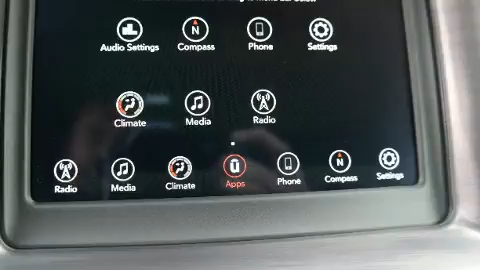 Audio Settings Compass Phone Settings
Climate Media Radio
Radio Media Climate Apps Phone Compass Settings